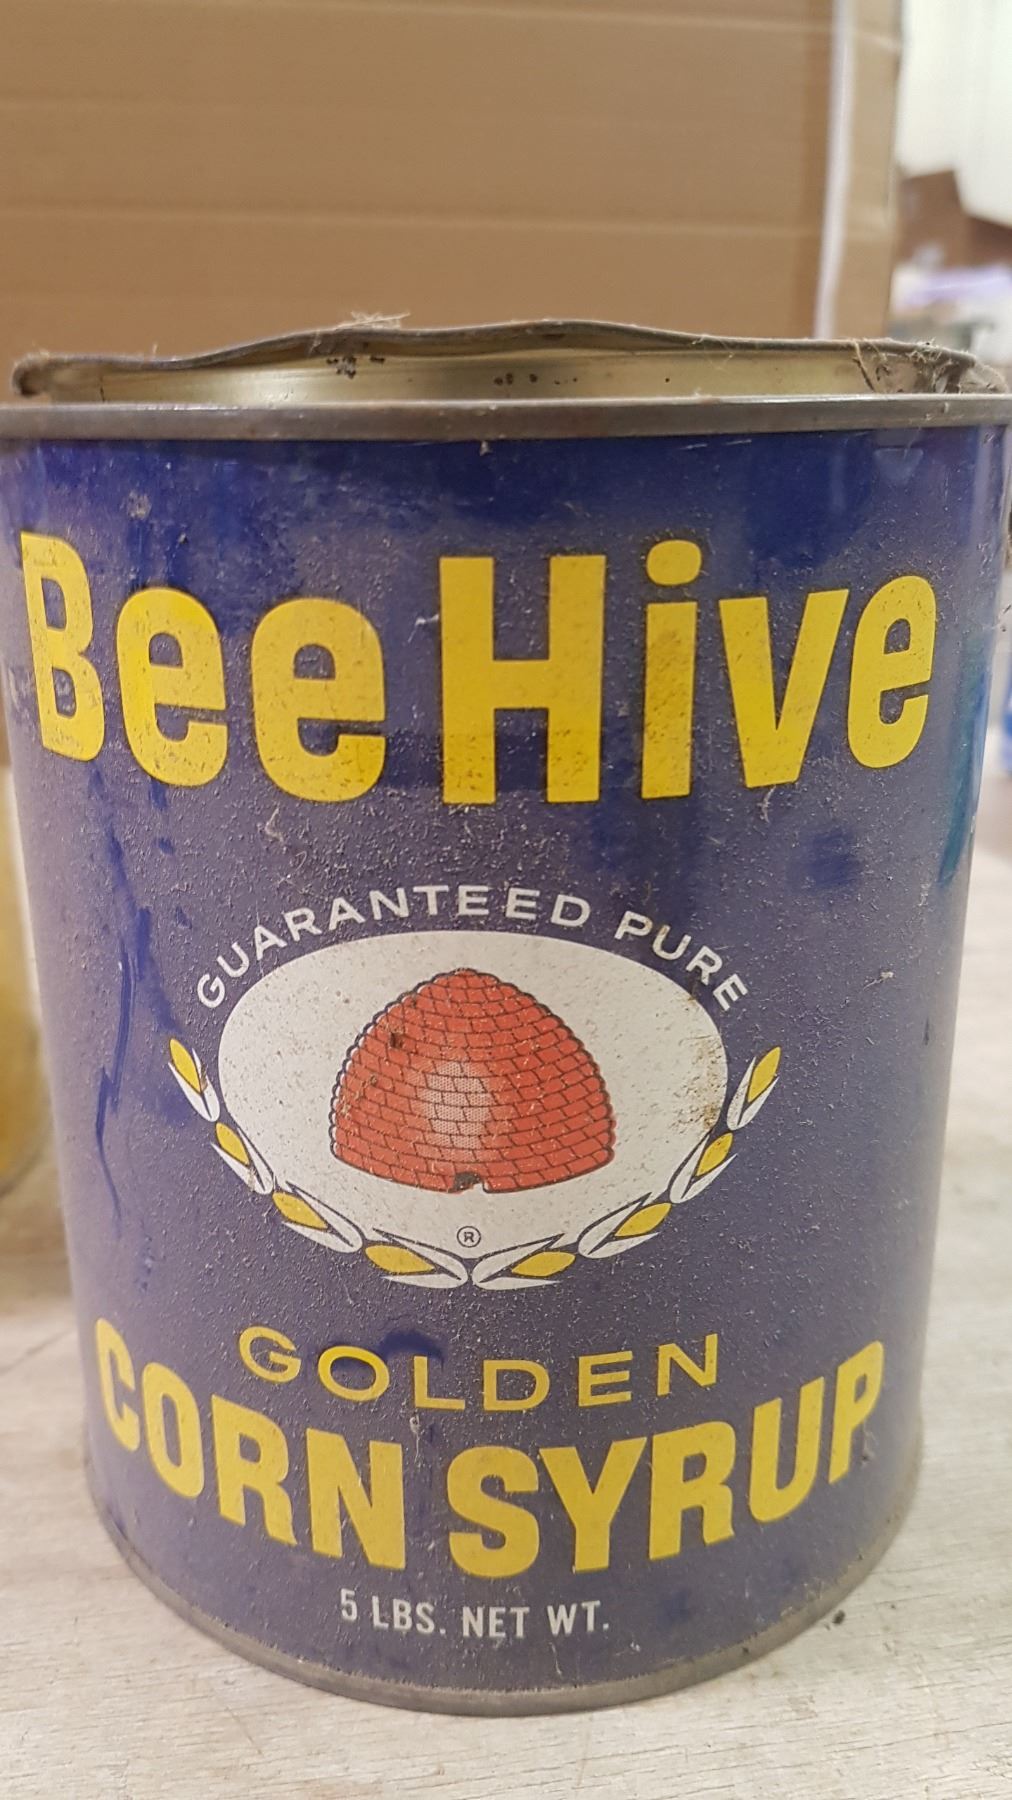 BeeHive
GUARANTEED PURE
®
GOLDEN
CORN SYRUP
5 LBS. NET WT.